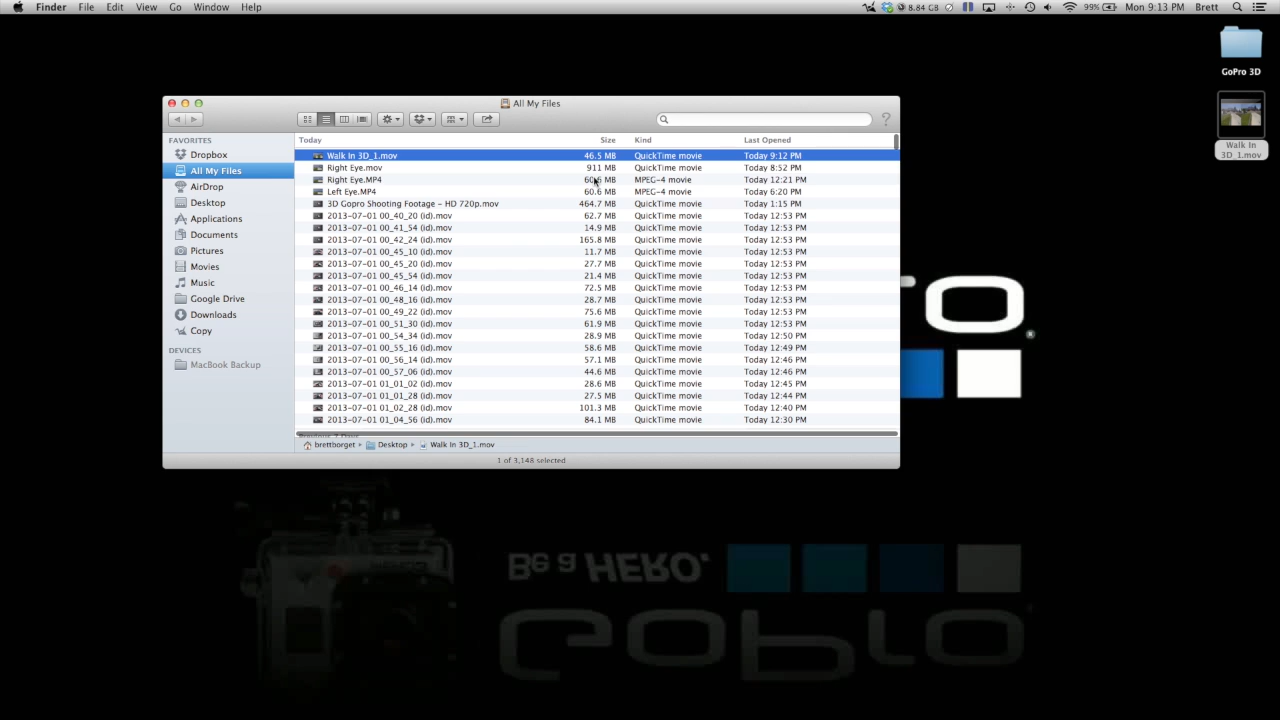 Finder File Edit View Go Window Help 8.84 GB 99% Mon 9:13 PM Brett
GoPro 3D
Walk In
3D_1.mov
All My Files
?
FAVORITES
Dropbox
All My Files
AirDrop
Desktop
Applications
Documents
Pictures
Movies
Music
Google Drive
Downloads
Copy
DEVICES
MacBook Backup
Today Size Kind Last Opened
Walk In 3D_1.mov 46.5 MB QuickTime movie Today 9:12 PM
Right Eye.mov 911 MB QuickTime movie Today 8:52 PM
Right Eye.MP4 MB MPEG-4 movie Today 12:21 PM
Left Eye.MP4 60.6 MB MPEG-4 movie Today 6:20 PM
3D Gopro Shooting Footage – HD 720p.mov 464.7 MB QuickTime movie Today 1:15 PM
2013-07-01 00_40_20 (id).mov 62.7 MB QuickTime movie Today 12:53 PM
2013-07-01 00_41_54 (id).mov 14.9 MB QuickTime movie Today 12:53 PM
2013-07-01 00_42_24 (id).mov 165.8 MB QuickTime movie Today 12:53 PM
2013-07-01 00_45_10 (id).mov 11.7 MB QuickTime movie Today 12:53 PM
2013-07-01 00_45_20 (id).mov 27.7 MB QuickTime movie Today 12:53 PM
2013-07-01 00_45_54 (id).mov 21.4 MB QuickTime movie Today 12:53 PM
2013-07-01 00_46_14 (id).mov 72.5 MB QuickTime movie Today 12:53 PM
2013-07-01 00_48_16 (id).mov 28.7 MB QuickTime movie Today 12:53 PM
2013-07-01 00_49_22 (id).mov 75.6 MB QuickTime movie Today 12:53 PM
2013-07-01 00_51_30 (id).mov 61.9 MB QuickTime movie Today 12:53 PM
2013-07-01 00_54_34 (id).mov 28.9 MB QuickTime movie Today 12:50 PM
2013-07-01 00_55_16 (id).mov 58.6 MB QuickTime movie Today 12:49 PM
2013-07-01 00_56_14 (id).mov 57.1 MB QuickTime movie Today 12:46 PM
2013-07-01 00_57_06 (id).mov 44.6 MB QuickTime movie Today 12:46 PM
2013-07-01 01_01_02 (id).mov 28.6 MB QuickTime movie Today 12:45 PM
2013-07-01 01_01_28 (id).mov 27.5 MB QuickTime movie Today 12:44 PM
2013-07-01 01_02_28 (id).mov 101.3 MB QuickTime movie Today 12:40 PM
2013-07-01 01_04_56 (id).mov 84.1 MB QuickTime movie Today 12:30 PM
brettborget Desktop Walk In 3D_1.mov
1 of 3,148 selected
Be a HERO.
GoPro